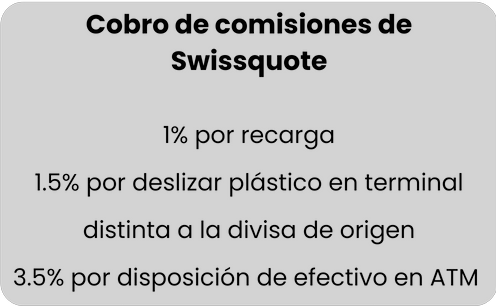 Cobro de comisiones de
Swissquote
1% por recarga
1.5% por deslizar plástico en terminal
distinta a la divisa de origen
3.5% por disposición de efectivo en ATM